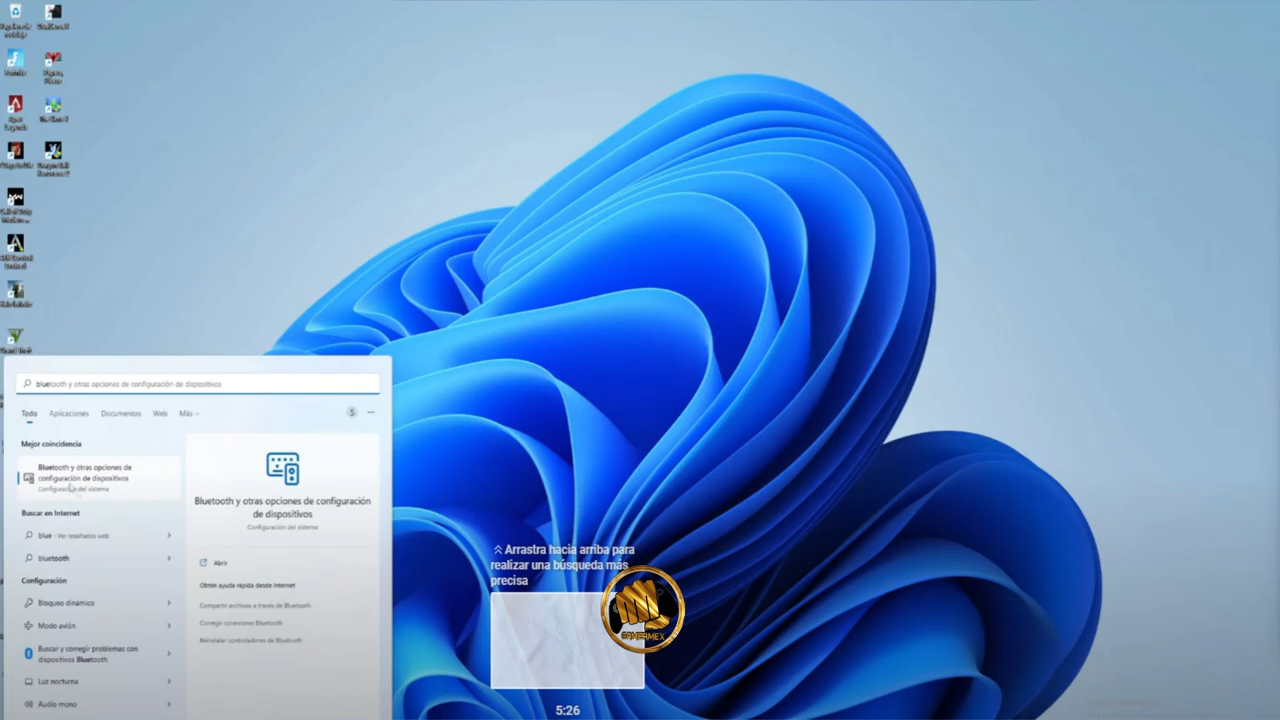 Fortnite
Apex
Legends
bluetooth y otras opciones de configuración de dispositivos
Todo Aplicaciones Documentos Web Más
S
Mejor coincidencia
Bluetooth y otras opciones de
configuración de dispositivos
Configuración del sistema
Buscar en Internet
blue - Ver resultados web
bluetooth
Configuración
Bloqueo dinámico
Modo avión
Buscar y corregir problemas con
dispositivos Bluetooth
Luz nocturna
Audio mono
Bluetooth y otras opciones de configuración
de dispositivos
Configuración del sistema
Abrir
Obtén ayuda rápida desde Internet
Compartir archivos a través de Bluetooth
Corregir conexiones Bluetooth
Reinstalar controladores de Bluetooth
Arrastra hacia arriba para
realizar una búsqueda más
precisa
GAMERMEX
5:26